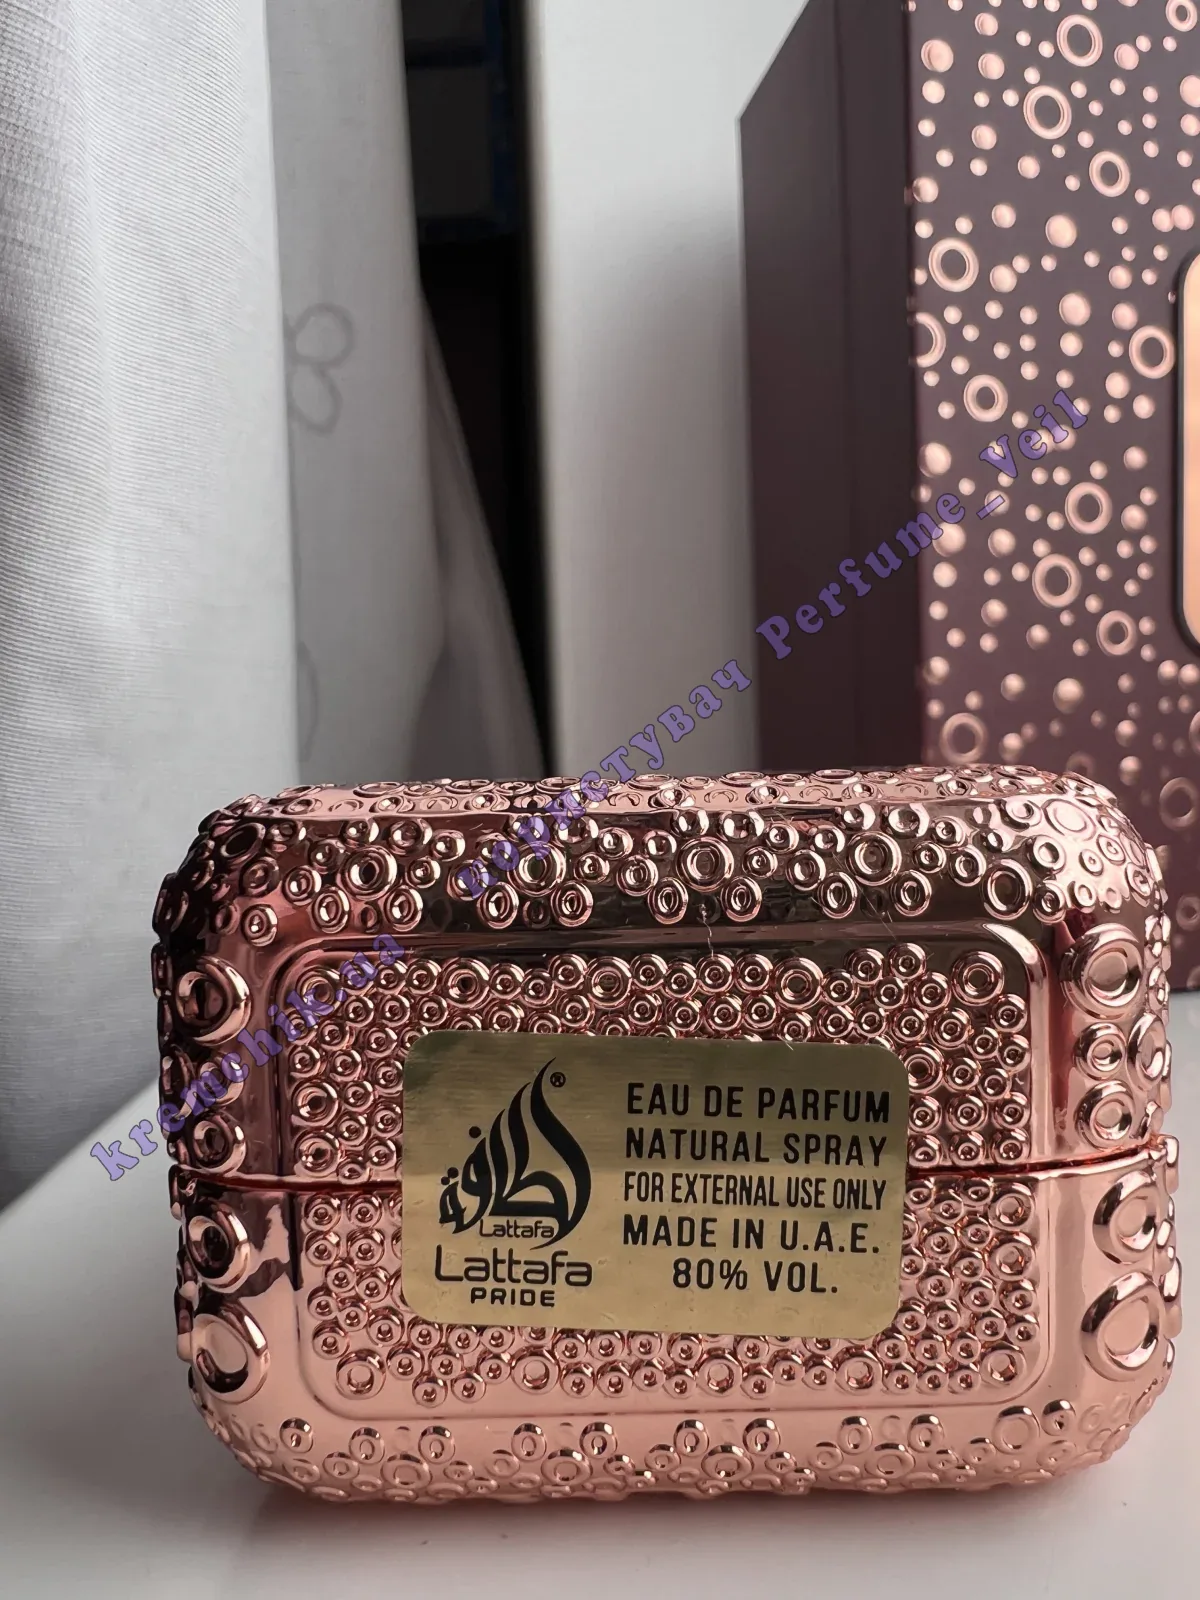 لطافة
®
Lattafa
Lattafa
PRIDE
EAU DE PARFUM
NATURAL SPRAY
FOR EXTERNAL USE ONLY
MADE IN U.A.E.
80% VOL.
kremchik.ua користувач Perfume_Veil